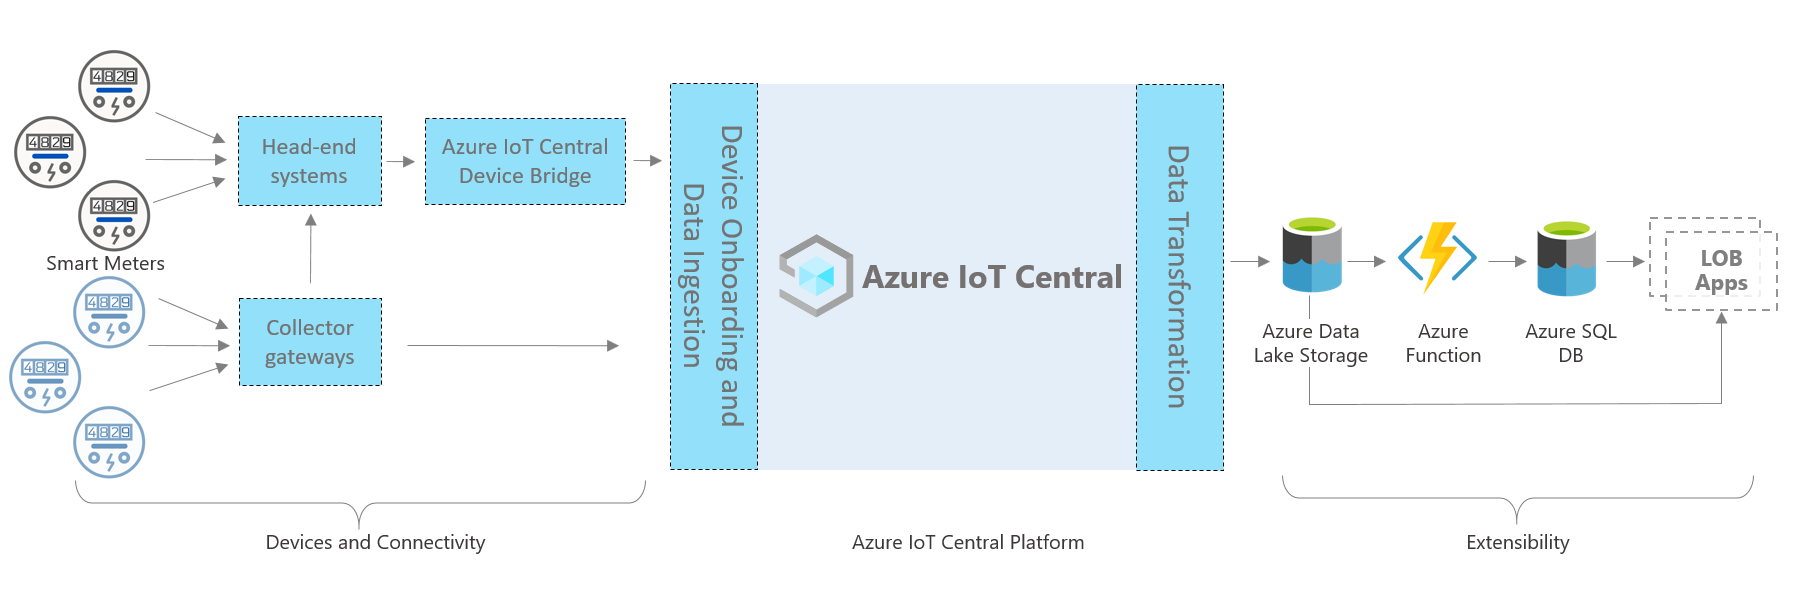 4829
4829
4829
Smart Meters
4829
4829
4829
Head-end
systems
Azure IoT Central
Device Bridge
Collector
gateways
Device Onboarding and
Data Ingestion
Azure IoT Central
Data Transformation
Azure Data
Lake Storage
Azure
Function
Azure SQL
DB
LOB
Apps
Devices and Connectivity
Azure IoT Central Platform
Extensibility